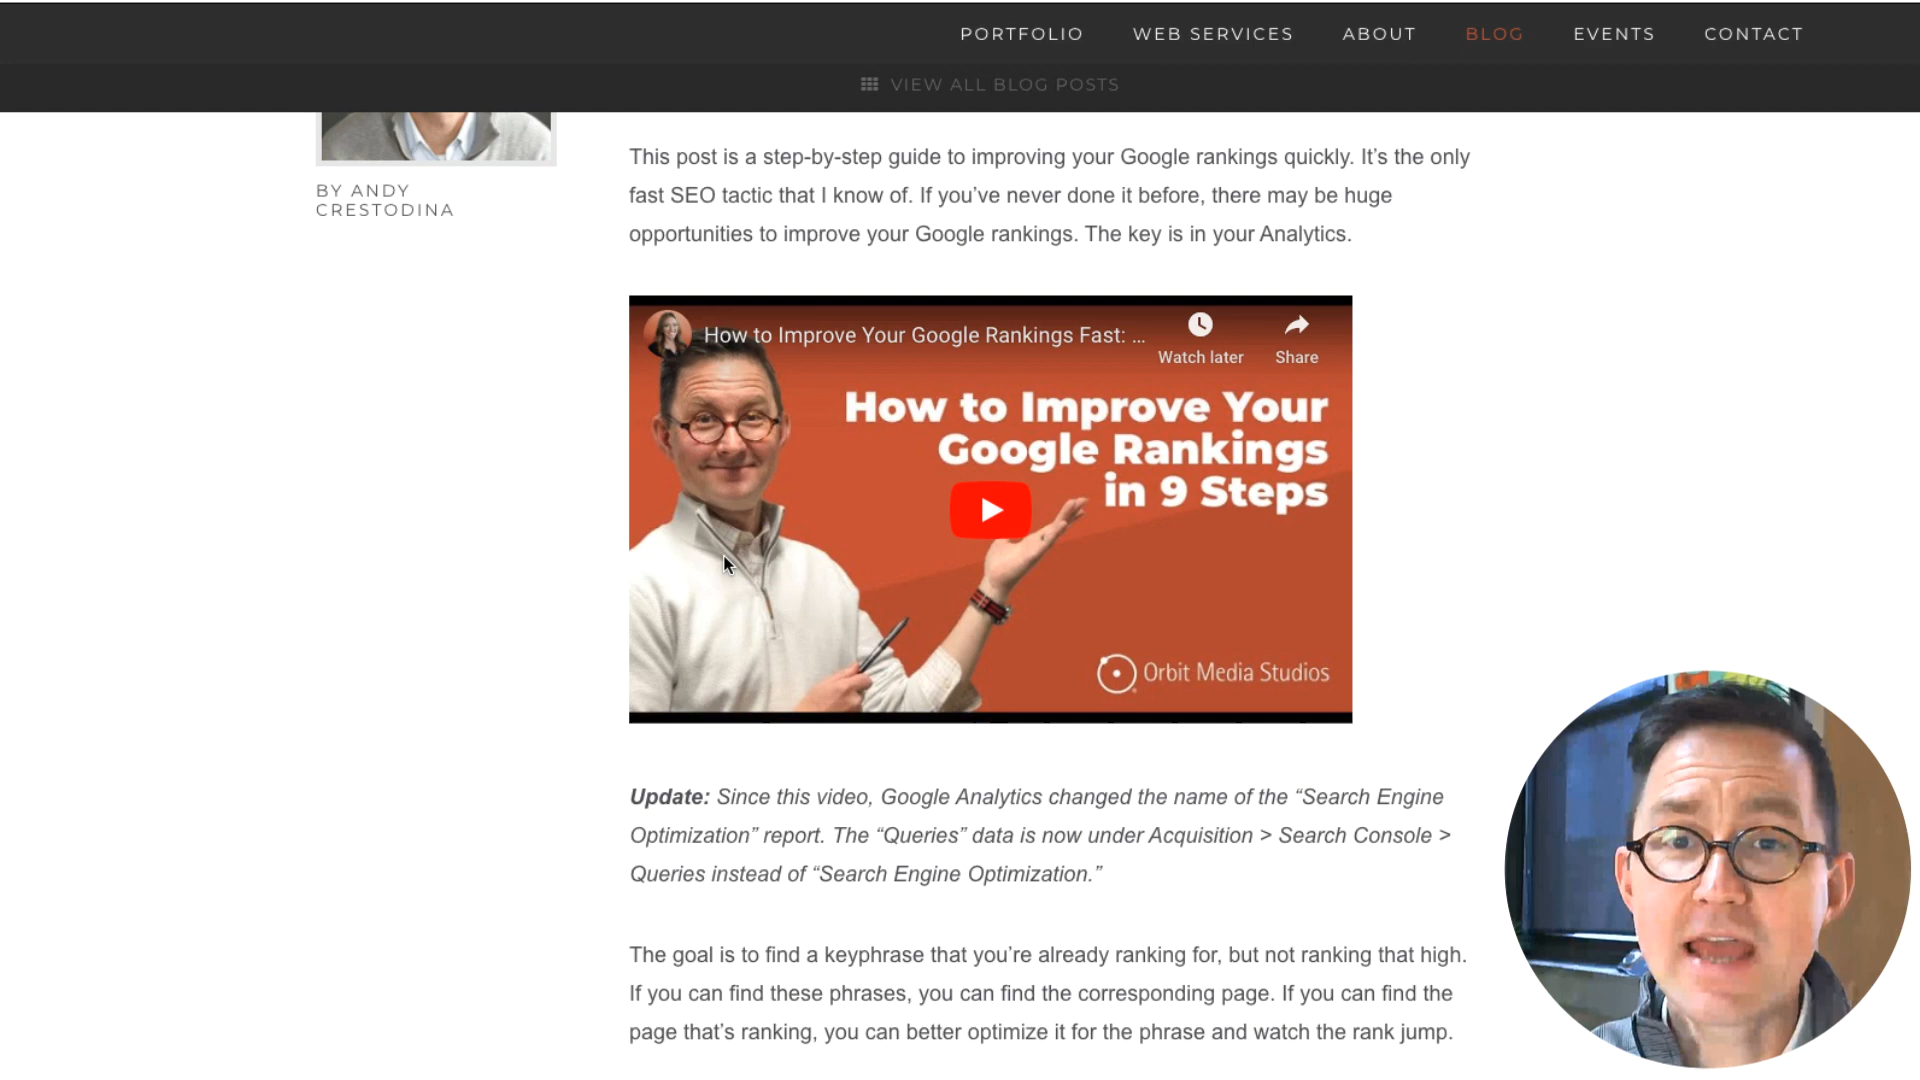 PORTFOLIO WEB SERVICES ABOUT BLOG EVENTS CONTACT
VIEW ALL BLOG POSTS
BY ANDY
CRESTODINA
This post is a step-by-step guide to improving your Google rankings quickly. It’s the only
fast SEO tactic that I know of. If you’ve never done it before, there may be huge
opportunities to improve your Google rankings. The key is in your Analytics.
How to Improve Your Google Rankings Fast: ...
Watch later
Share
How to Improve Your
Google Rankings
in 9 Steps
Orbit Media Studios
Update: Since this video, Google Analytics changed the name of the “Search Engine
Optimization” report. The “Queries” data is now under Acquisition > Search Console >
Queries instead of “Search Engine Optimization.”
The goal is to find a keyphrase that you’re already ranking for, but not ranking that high.
If you can find these phrases, you can find the corresponding page. If you can find the
page that’s ranking, you can better optimize it for the phrase and watch the rank jump.